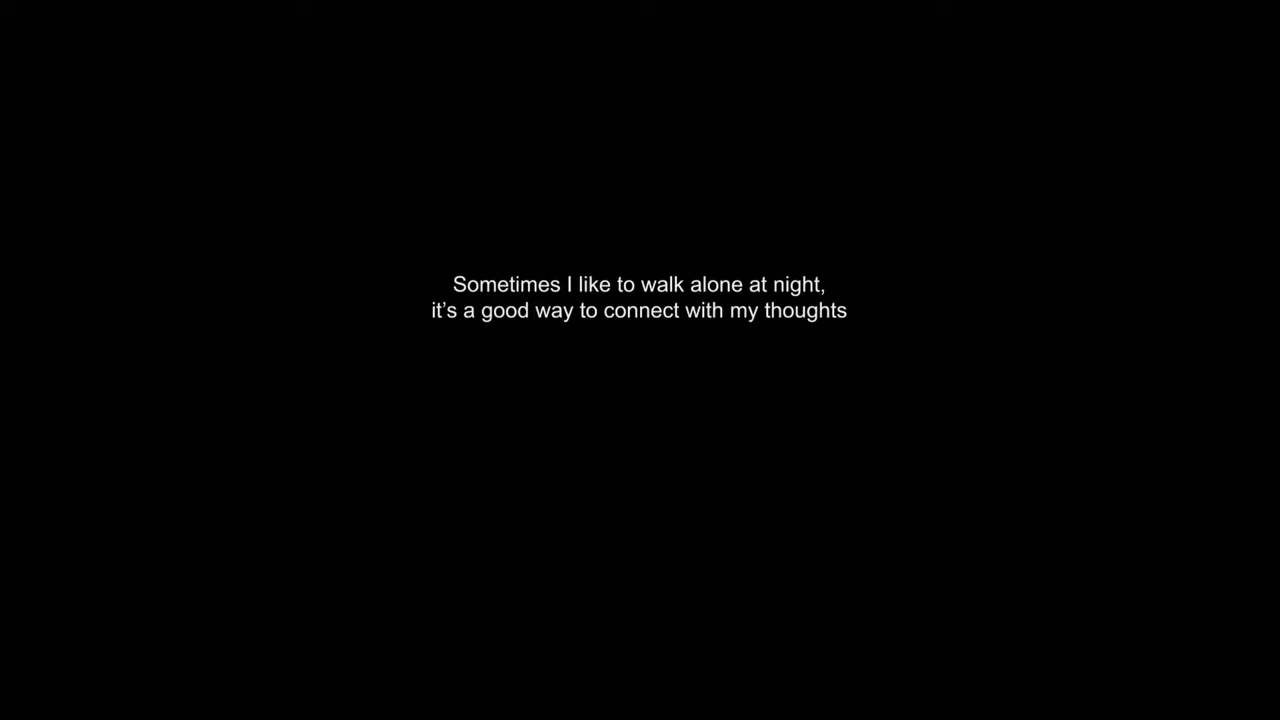 Sometimes I like to walk alone at night,
it’s a good way to connect with my thoughts